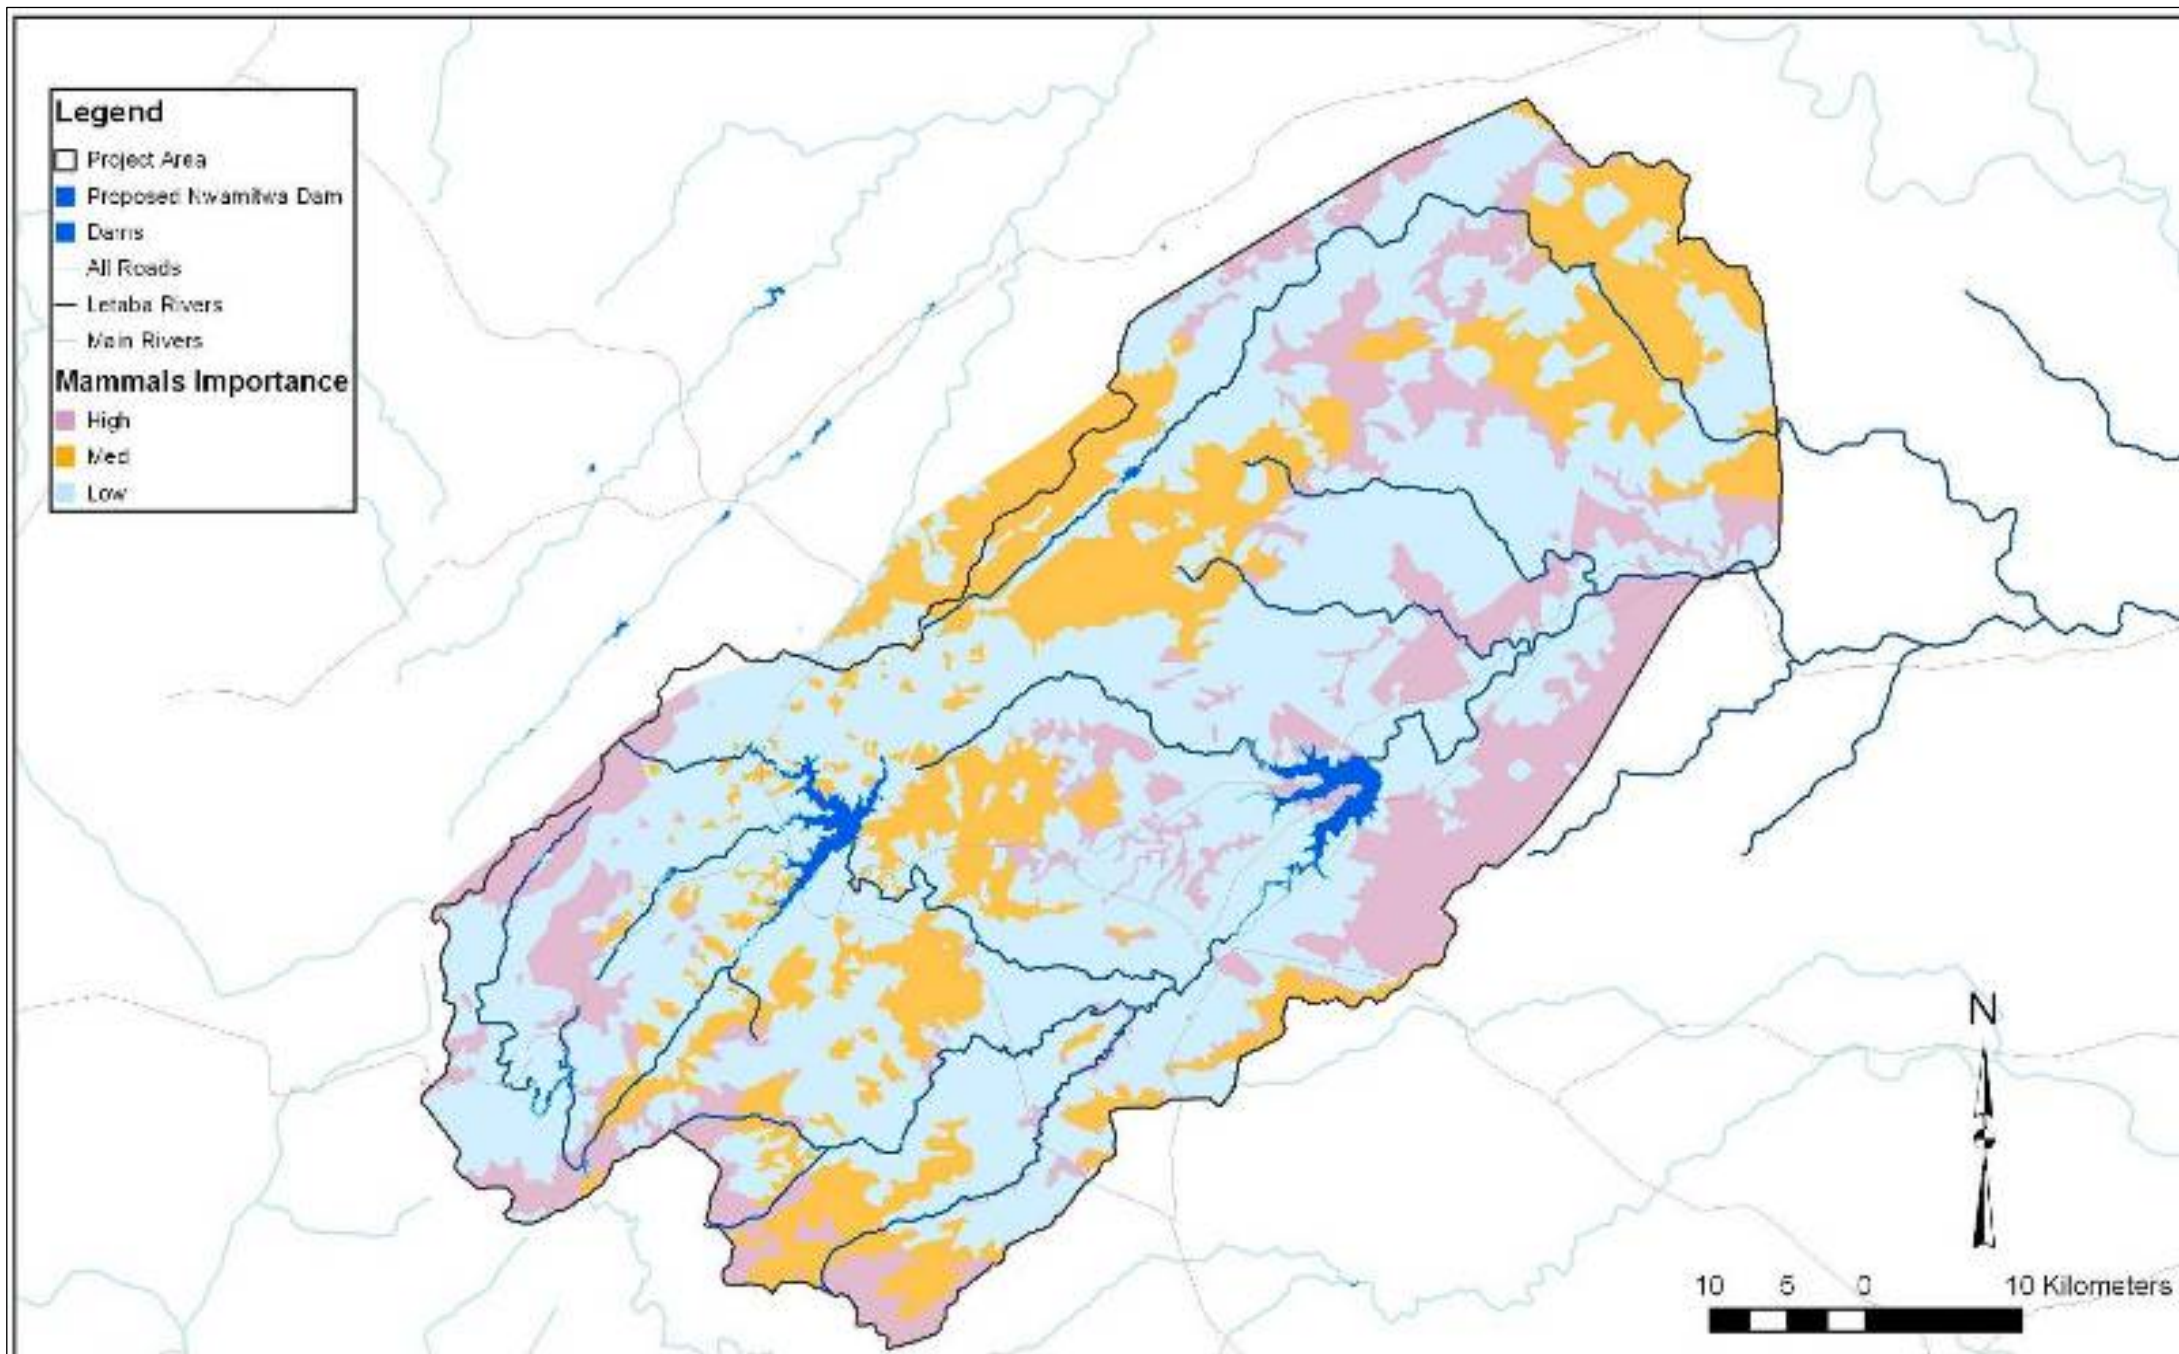 Legend
Project Area
Proposed Nwamitwa Dam
Dams
All Roads
Letaba Rivers
Main Rivers
Mammals Importance
High
Med
Low
N
10 5 0 10 Kilometers